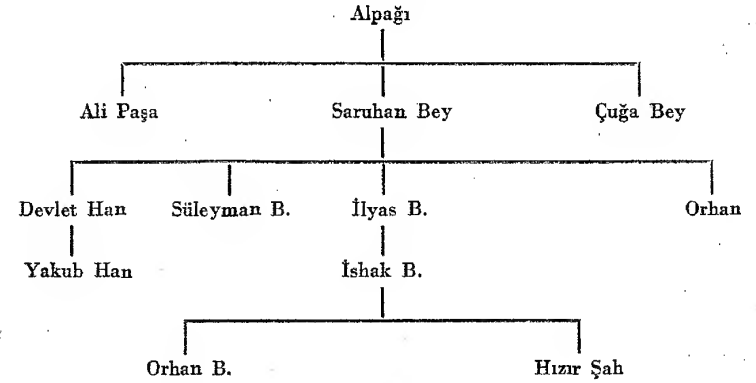 Alpağı
Ali Paşa Saruhan Bey Çuğa Bey
Devlet Han Süleyman B. İlyas B. Orhan
Yakub Han İshak B.
Orhan B. Hızır Şah